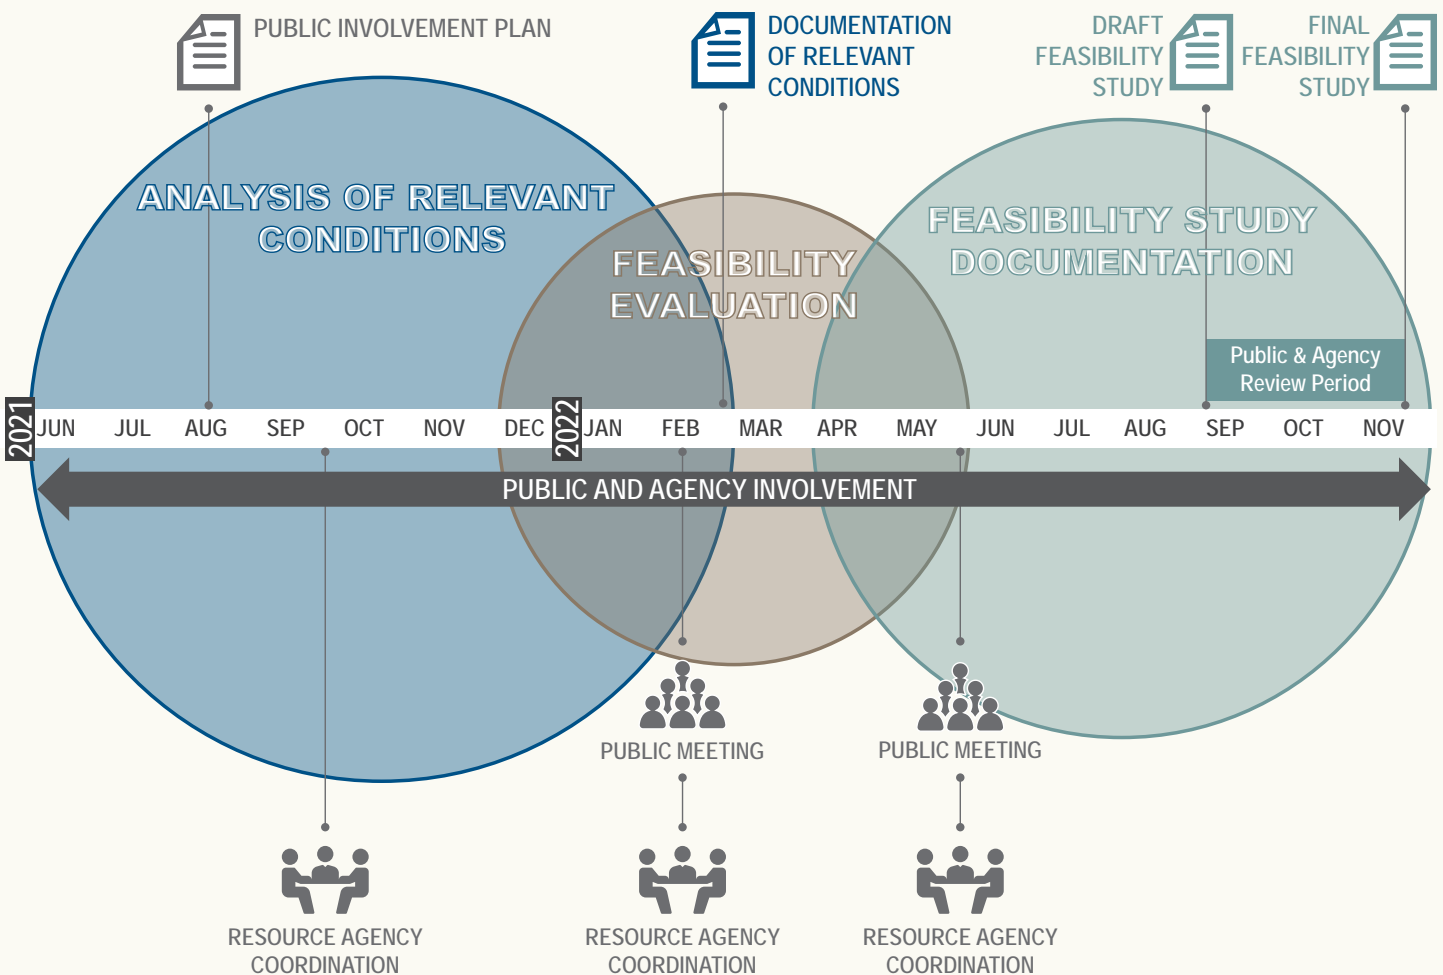 PUBLIC INVOLVEMENT PLAN
DOCUMENTATION
OF RELEVANT
CONDITIONS
DRAFT
FEASIBILITY
STUDY
FINAL
FEASIBILITY
STUDY
ANALYSIS OF RELEVANT
CONDITIONS
FEASIBILITY
EVALUATION
FEASIBILITY STUDY
DOCUMENTATION
Public & Agency
Review Period
2021 JUN JUL AUG SEP OCT NOV DEC 2022 JAN FEB MAR APR MAY JUN JUL AUG SEP OCT NOV
PUBLIC AND AGENCY INVOLVEMENT
PUBLIC MEETING
PUBLIC MEETING
RESOURCE AGENCY
COORDINATION
RESOURCE AGENCY
COORDINATION
RESOURCE AGENCY
COORDINATION